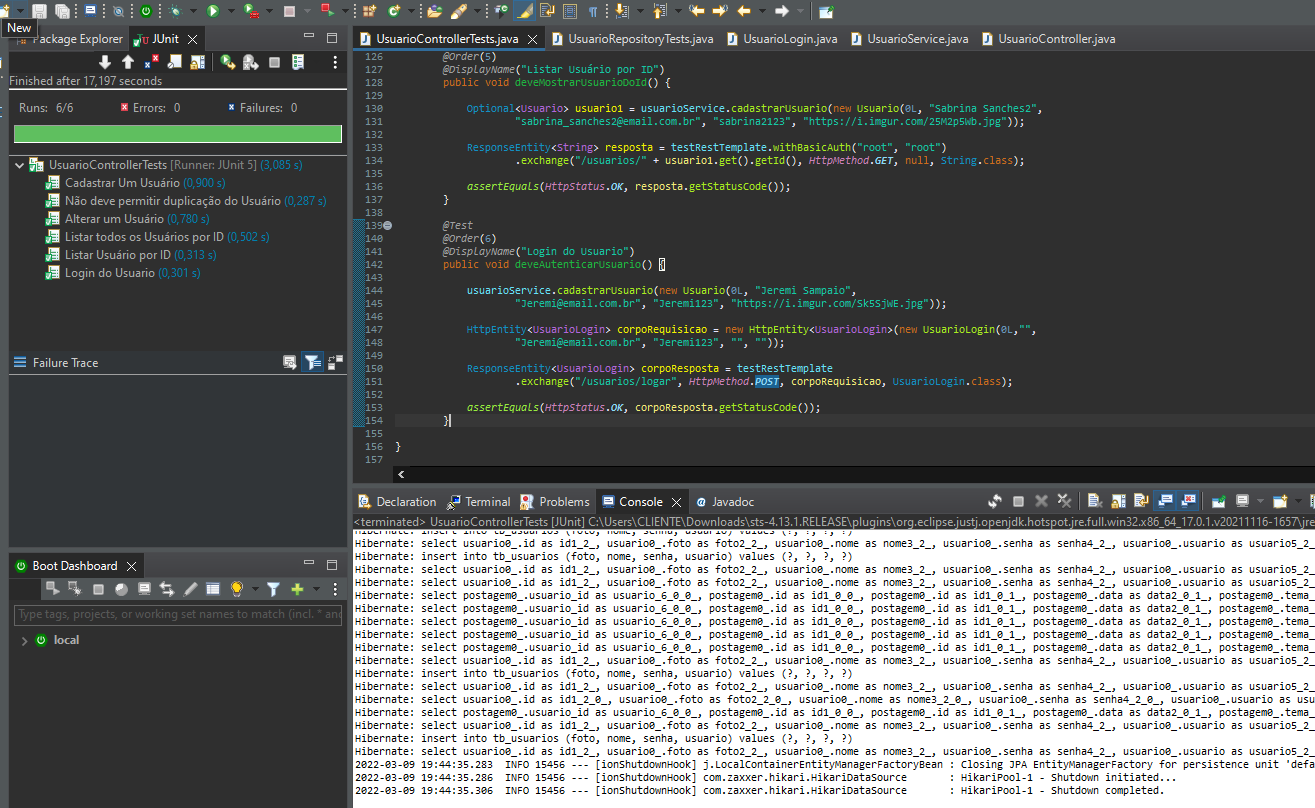 New
Package Explorer
JUnit
Finished after 17,197 seconds
Runs: 6/6
Errors: 0
Failures: 0
UsuarioControllerTests [Runner: JUnit 5] (3,085 s)
Cadastrar Um Usuário (0,900 s)
Não deve permitir duplicação do Usuário (0,287 s)
Alterar um Usuário (0,780 s)
Listar todos os Usuários por ID (0,502 s)
Listar Usuário por ID (0,313 s)
Login do Usuario (0,301 s)
Failure Trace
Boot Dashboard
Type tags, projects, or working set names to match (incl. * and
local
UsuarioControllerTests.java
UsuarioRepositoryTests.java
UsuarioLogin.java
UsuarioService.java
UsuarioController.java
126 @Order(5)
127 @DisplayName("Listar Usuário por ID")
128 public void deveMostrarUsuarioDoId() {
129
130 Optional<Usuario> usuario1 = usuarioService.cadastrarUsuario(new Usuario(0L, "Sabrina Sanches2",
131 "sabrina_sanches2@email.com.br", "sabrina2123", "https://i.imgur.com/25M2p5Wb.jpg"));
132
133 ResponseEntity<String> resposta = testRestTemplate.withBasicAuth("root", "root")
134 .exchange("/usuarios/" + usuario1.get().getId(), HttpMethod.GET, null, String.class);
135
136 assertEquals(HttpStatus.OK, resposta.getStatusCode());
137 }
138
139 @Test
140 @Order(6)
141 @DisplayName("Login do Usuario")
142 public void deveAutenticarUsuario() {
143
144 usuarioService.cadastrarUsuario(new Usuario(0L, "Jeremi Sampaio",
145 "Jeremi@email.com.br", "Jeremi123", "https://i.imgur.com/Sk5SjWE.jpg"));
146
147 HttpEntity<UsuarioLogin> corpoRequisicao = new HttpEntity<UsuarioLogin>(new UsuarioLogin(0L,"",
148 "Jeremi@email.com.br", "Jeremi123", "", ""));
149
150 ResponseEntity<UsuarioLogin> corpoResposta = testRestTemplate
151 .exchange("/usuarios/logar", HttpMethod.POST, corpoRequisicao, UsuarioLogin.class);
152
153 assertEquals(HttpStatus.OK, corpoResposta.getStatusCode());
154 }
155
156 }
157
Declaration
Terminal
Problems
Console
Javadoc
<terminated> UsuarioControllerTests [JUnit] C:\Users\CLIENTE\Downloads\sts-4.13.1.RELEASE\plugins\org.eclipse.justj.openjdk.hotspot.jre.full.win32.x86_64_17.0.1.v20211116-1657\jre
Hibernate: insert into tb_usuarios (foto, nome, senha, usuario) values (?, ?, ?, ?)
Hibernate: select usuario0_.id as id1_2_, usuario0_.foto as foto2_2_, usuario0_.nome as nome3_2_, usuario0_.senha as senha4_2_, usuario0_.usuario as usuario5_2_
Hibernate: insert into tb_usuarios (foto, nome, senha, usuario) values (?, ?, ?, ?)
Hibernate: select usuario0_.id as id1_2_, usuario0_.foto as foto2_2_, usuario0_.nome as nome3_2_, usuario0_.senha as senha4_2_, usuario0_.usuario as usuario5_2_
Hibernate: select usuario0_.id as id1_2_, usuario0_.foto as foto2_2_, usuario0_.nome as nome3_2_, usuario0_.senha as senha4_2_, usuario0_.usuario as usuario5_2_
Hibernate: select postagem0_.usuario_id as usuario_6_0_0_, postagem0_.id as id1_0_0_, postagem0_.id as id1_0_1_, postagem0_.data as data2_0_1_, postagem0_.tema_
Hibernate: select postagem0_.usuario_id as usuario_6_0_0_, postagem0_.id as id1_0_0_, postagem0_.id as id1_0_1_, postagem0_.data as data2_0_1_, postagem0_.tema_
Hibernate: select postagem0_.usuario_id as usuario_6_0_0_, postagem0_.id as id1_0_0_, postagem0_.id as id1_0_1_, postagem0_.data as data2_0_1_, postagem0_.tema_
Hibernate: select postagem0_.usuario_id as usuario_6_0_0_, postagem0_.id as id1_0_0_, postagem0_.id as id1_0_1_, postagem0_.data as data2_0_1_, postagem0_.tema_
Hibernate: select postagem0_.usuario_id as usuario_6_0_0_, postagem0_.id as id1_0_0_, postagem0_.id as id1_0_1_, postagem0_.data as data2_0_1_, postagem0_.tema_
Hibernate: select usuario0_.id as id1_2_, usuario0_.foto as foto2_2_, usuario0_.nome as nome3_2_, usuario0_.senha as senha4_2_, usuario0_.usuario as usuario5_2_
Hibernate: insert into tb_usuarios (foto, nome, senha, usuario) values (?, ?, ?, ?)
Hibernate: select usuario0_.id as id1_2_, usuario0_.foto as foto2_2_, usuario0_.nome as nome3_2_, usuario0_.senha as senha4_2_, usuario0_.usuario as usuario5_2_
Hibernate: select usuario0_.id as id1_2_0_, usuario0_.foto as foto2_2_0_, usuario0_.nome as nome3_2_0_, usuario0_.senha as senha4_2_0_, usuario0_.usuario as usu
Hibernate: select postagem0_.usuario_id as usuario_6_0_0_, postagem0_.id as id1_0_0_, postagem0_.id as id1_0_1_, postagem0_.data as data2_0_1_, postagem0_.tema_
Hibernate: select usuario0_.id as id1_2_, usuario0_.foto as foto2_2_, usuario0_.nome as nome3_2_, usuario0_.senha as senha4_2_, usuario0_.usuario as usuario5_2_
Hibernate: insert into tb_usuarios (foto, nome, senha, usuario) values (?, ?, ?, ?)
Hibernate: select usuario0_.id as id1_2_, usuario0_.foto as foto2_2_, usuario0_.nome as nome3_2_, usuario0_.senha as senha4_2_, usuario0_.usuario as usuario5_2_
2022-03-09 19:44:35.283 INFO 15456 --- [ionShutdownHook] j.LocalContainerEntityManagerFactoryBean : Closing JPA EntityManagerFactory for persistence unit 'defa
2022-03-09 19:44:35.286 INFO 15456 --- [ionShutdownHook] com.zaxxer.hikari.HikariDataSource : HikariPool-1 - Shutdown initiated...
2022-03-09 19:44:35.306 INFO 15456 --- [ionShutdownHook] com.zaxxer.hikari.HikariDataSource : HikariPool-1 - Shutdown completed.